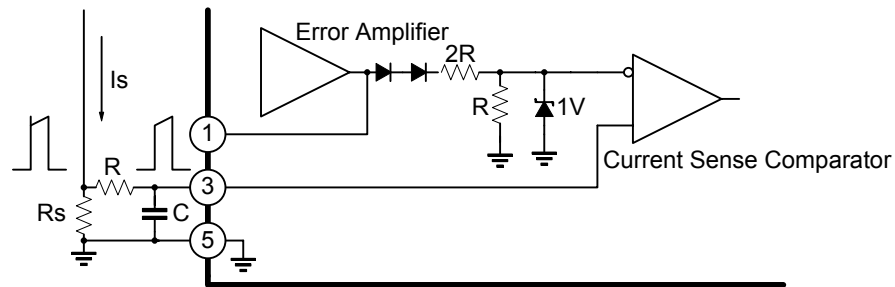 Error Amplifier
2R
Is
R
1V
1
Current Sense Comparator
R
3
Rs
C
5